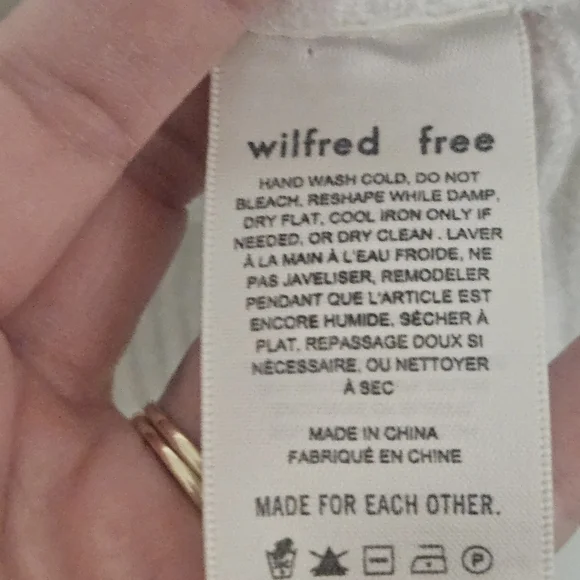 wilfred free
HAND WASH COLD, DO NOT
BLEACH, RESHAPE WHILE DAMP,
DRY FLAT, COOL IRON ONLY IF
NEEDED, OR DRY CLEAN . LAVER
À LA MAIN À L'EAU FROIDE, NE
PAS JAVELISER, REMODELER
PENDANT QUE L'ARTICLE EST
ENCORE HUMIDE, SÉCHER À
PLAT, REPASSAGE DOUX SI
NÉCESSAIRE, OU NETTOYER
À SEC
MADE IN CHINA
FABRIQUÉ EN CHINE
MADE FOR EACH OTHER.
P